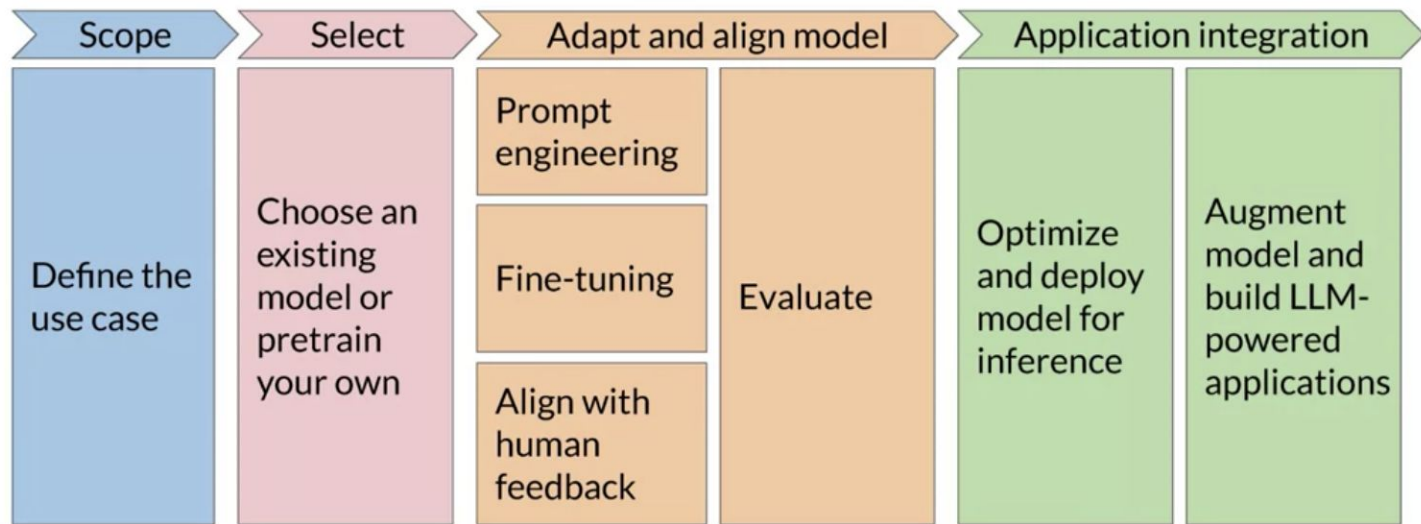 Scope
Select
Adapt and align model
Application integration
Define the
use case
Choose an
existing
model or
pretrain
your own
Prompt
engineering
Fine-tuning
Align with
human
feedback
Evaluate
Optimize
and deploy
model for
inference
Augment
model and
build LLM-
powered
applications